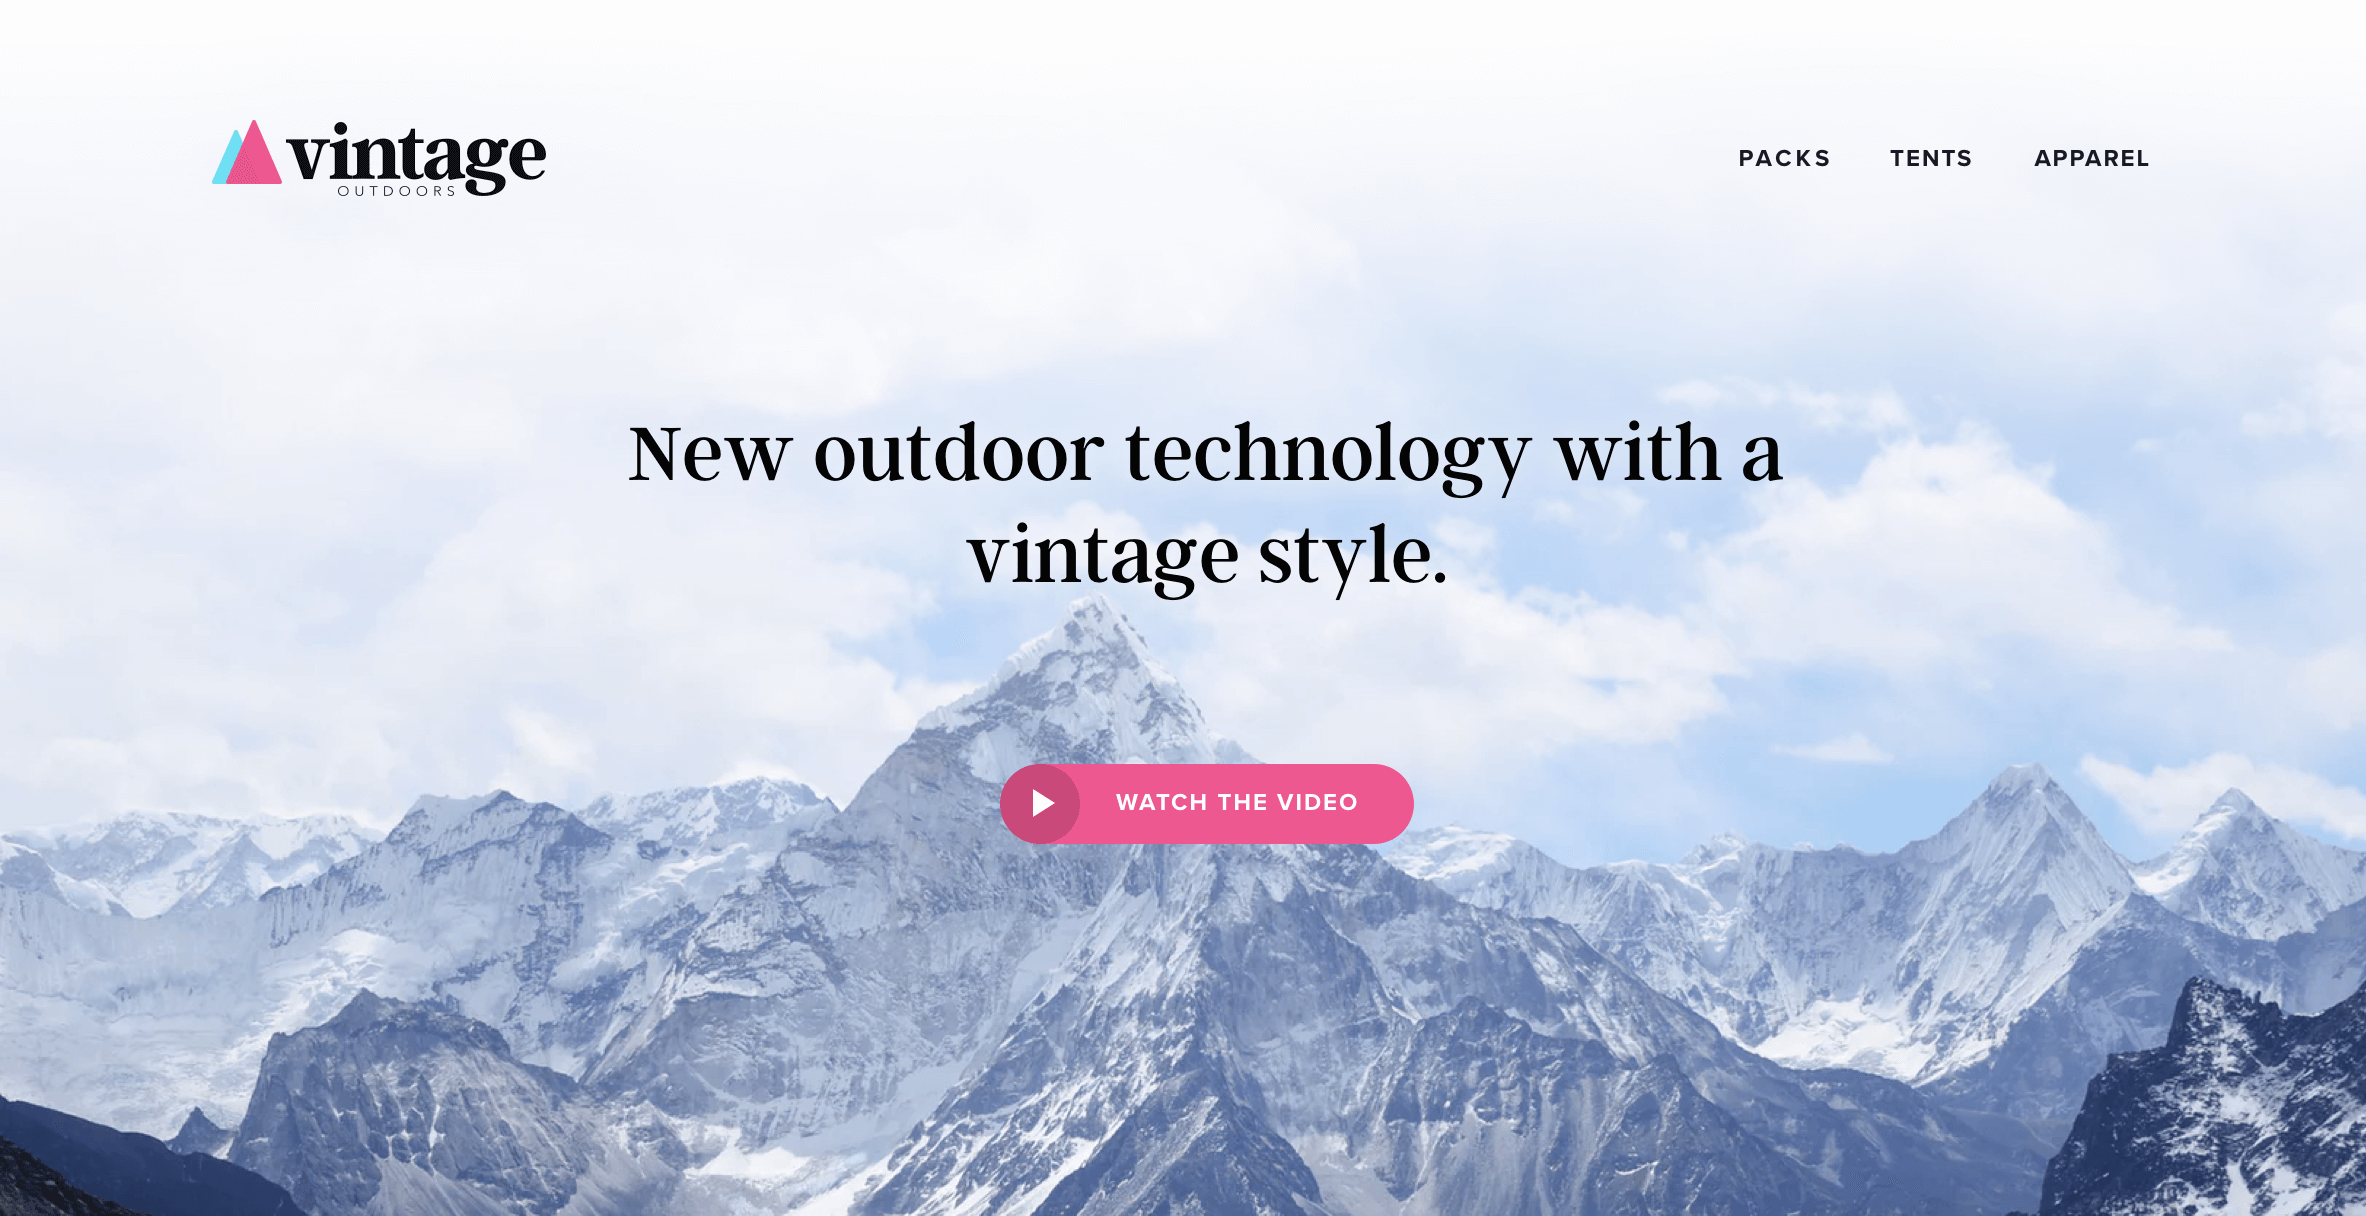 vintage
OUTDOORS
PACKS TENTS APPAREL
New outdoor technology with a
vintage style.
WATCH THE VIDEO